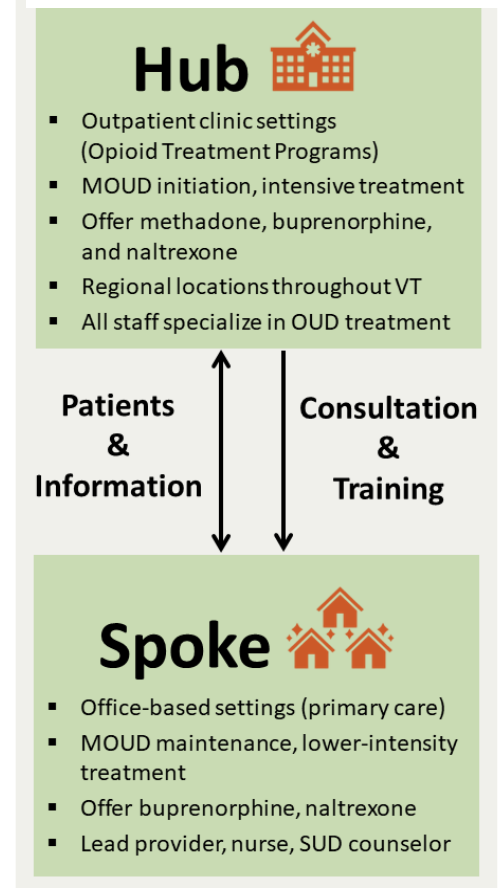 Hub
▪ Outpatient clinic settings
(Opioid Treatment Programs)
▪ MOUD initiation, intensive treatment
▪ Offer methadone, buprenorphine,
and naltrexone
▪ Regional locations throughout VT
▪ All staff specialize in OUD treatment
Patients
&
Information
Consultation
&
Training
Spoke
▪ Office-based settings (primary care)
▪ MOUD maintenance, lower-intensity
treatment
▪ Offer buprenorphine, naltrexone
▪ Lead provider, nurse, SUD counselor